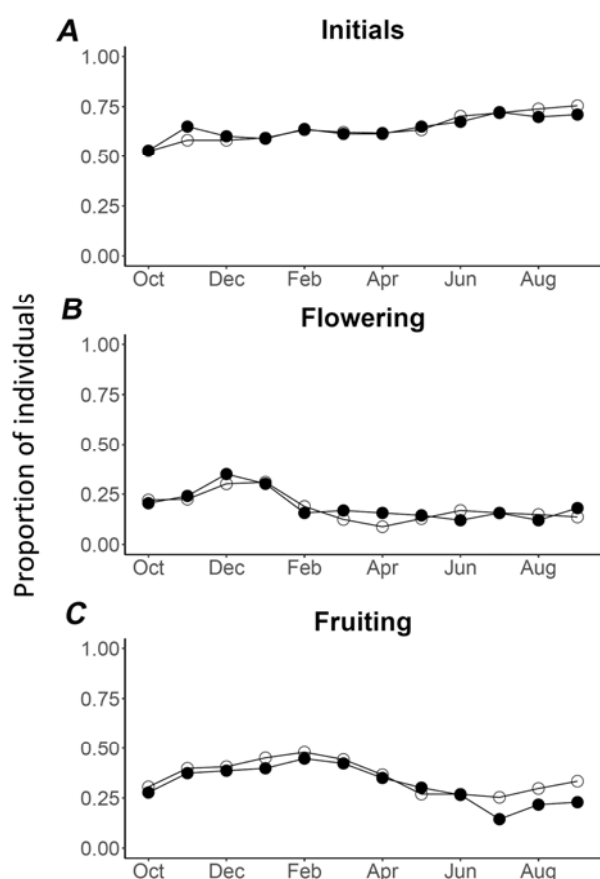 A
Initials
1.00
0.75
0.50
0.25
0.00
Oct Dec Feb Apr Jun Aug
Proportion of individuals
B
Flowering
1.00
0.75
0.50
0.25
0.00
Oct Dec Feb Apr Jun Aug
C
Fruiting
1.00
0.75
0.50
0.25
0.00
Oct Dec Feb Apr Jun Aug